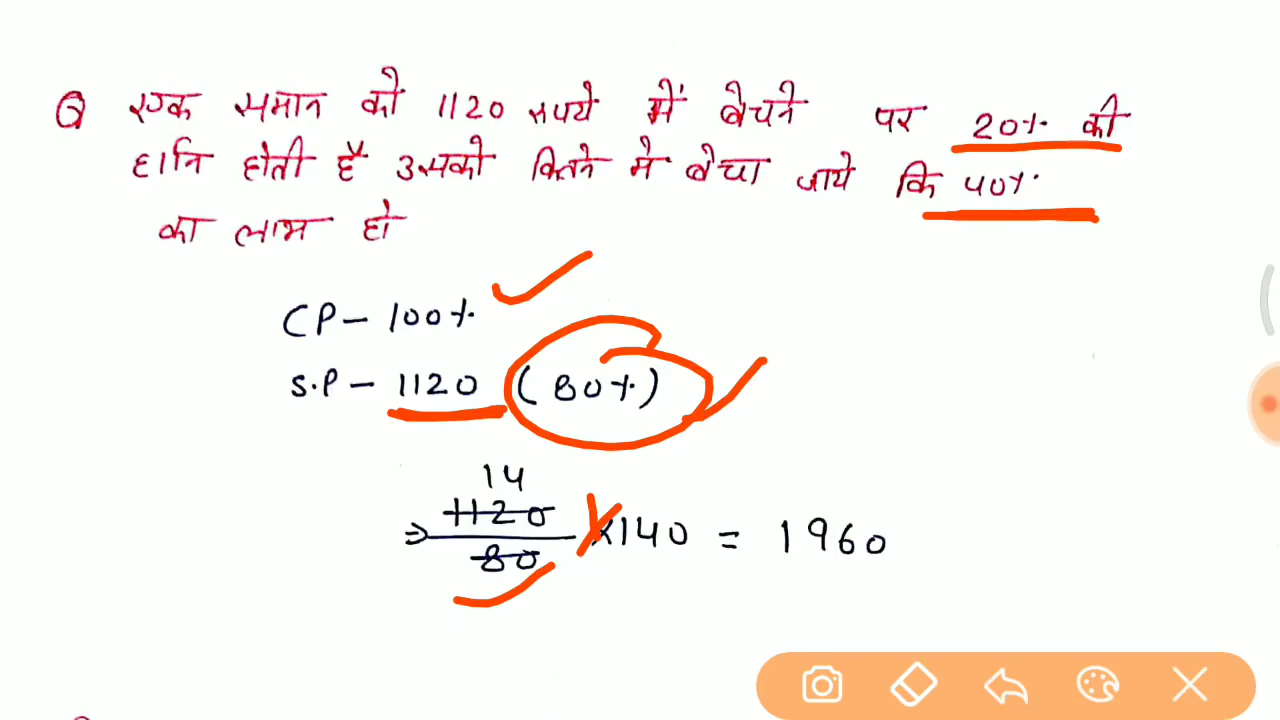 Q एक समान को 1120 रुपये में बेचने पर 20% की
हानि होती है उसको कितने मे बेचा जाये कि 40%
का लाभ हो
CP - 100%
S.P - 1120 (80%)
14
⇒ 1120/80 × 140 = 1960